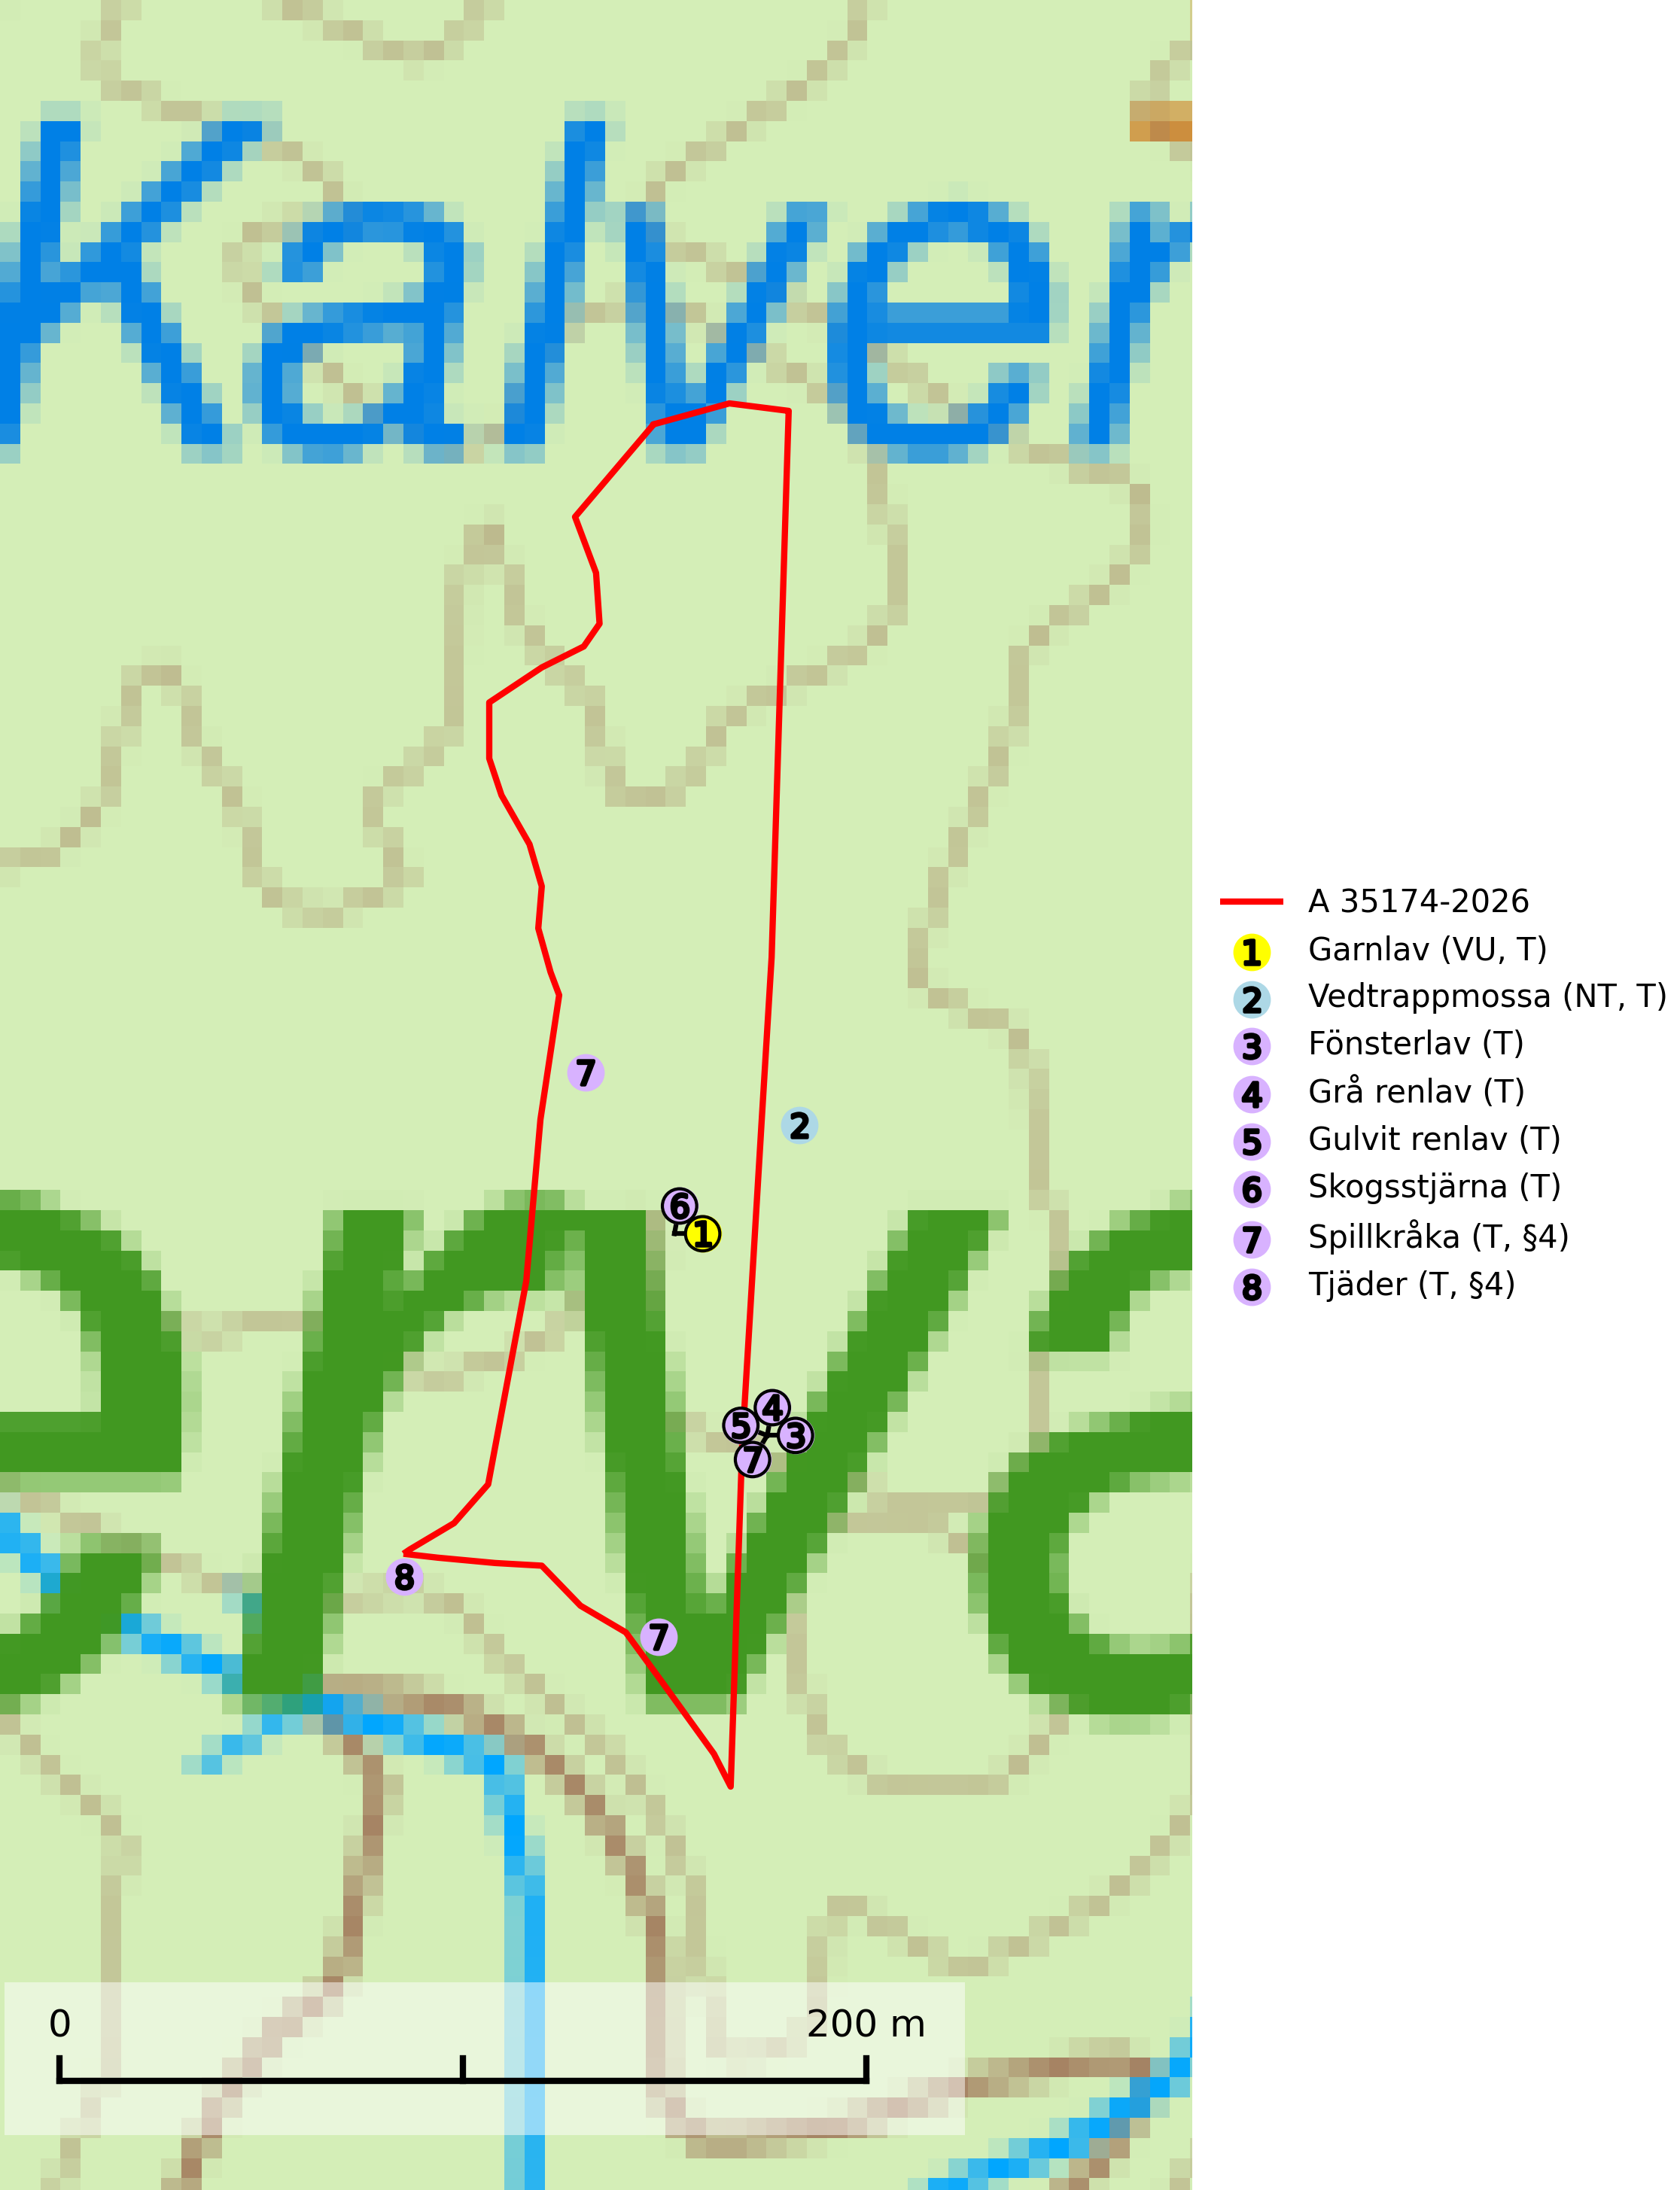 Kalver
A 35174-2026
1 Garnlav (VU, T)
2 Vedtrappmossa (NT, T)
3 Fönsterlav (T)
4 Grå renlav (T)
5 Gulvit renlav (T)
6 Skogsstjärna (T)
7 Spillkråka (T, §4)
8 Tjäder (T, §4)
7
2
6
1
4
5
3
7
8
7
0 200 m